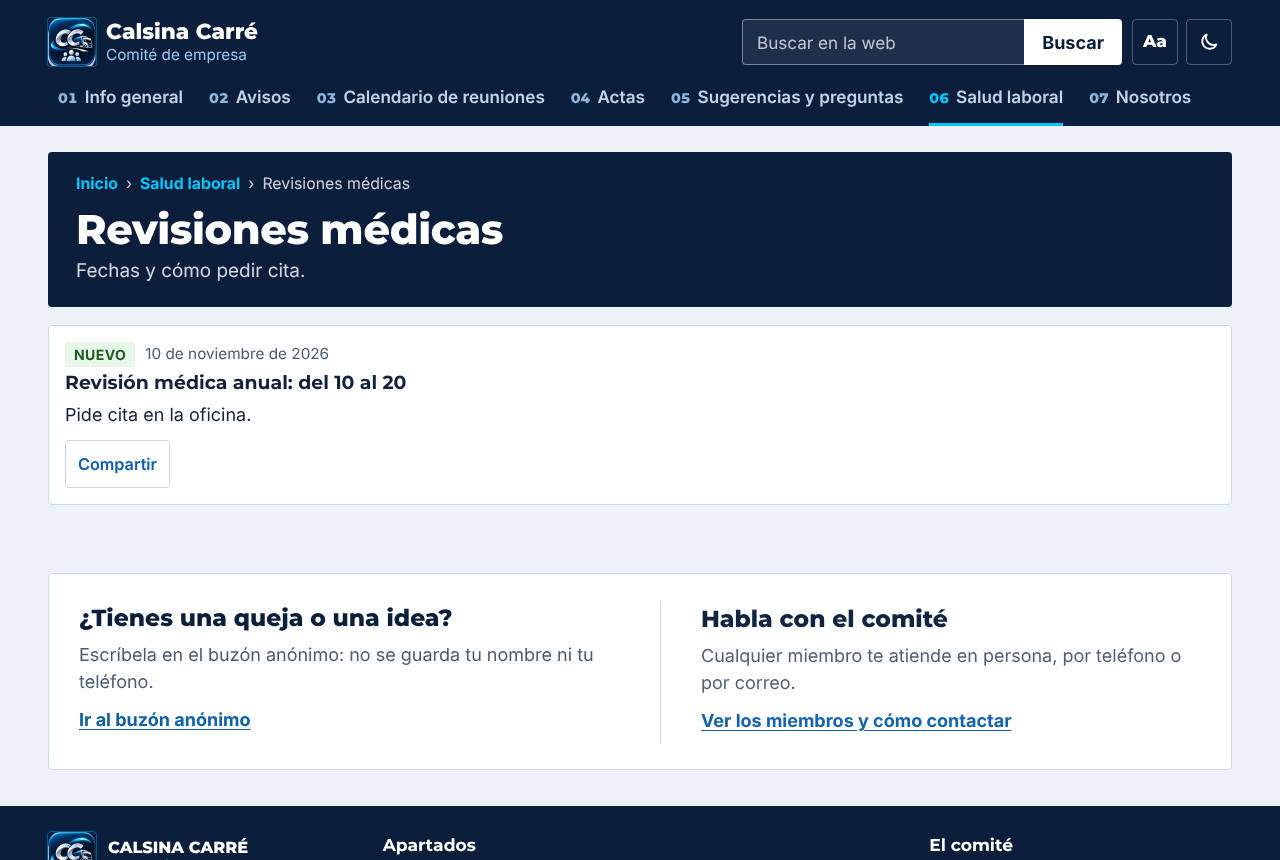 Calsina Carré
Comité de empresa
Buscar en la web
Buscar
Aa
01 Info general
02 Avisos
03 Calendario de reuniones
04 Actas
05 Sugerencias y preguntas
06 Salud laboral
07 Nosotros
Inicio › Salud laboral › Revisiones médicas
Revisiones médicas
Fechas y cómo pedir cita.
NUEVO 10 de noviembre de 2026
Revisión médica anual: del 10 al 20
Pide cita en la oficina.
Compartir
¿Tienes una queja o una idea?
Escríbela en el buzón anónimo: no se guarda tu nombre ni tu
teléfono.
Ir al buzón anónimo
Habla con el comité
Cualquier miembro te atiende en persona, por teléfono o
por correo.
Ver los miembros y cómo contactar
CALSINA CARRÉ
Apartados
El comité